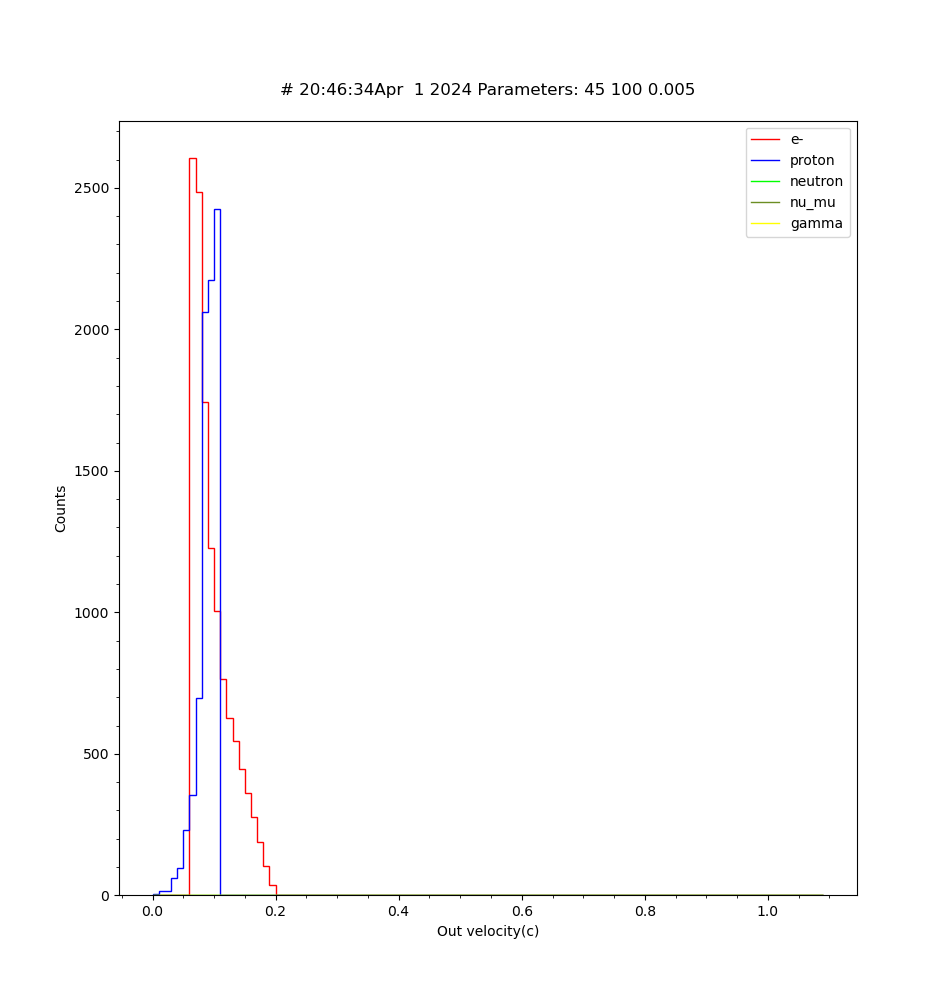 # 20:46:34Apr  1 2024 Parameters: 45 100 0.005
e-
proton
neutron
nu_mu
gamma
2500
2000
1500
1000
500
0
Counts
0.0 0.2 0.4 0.6 0.8 1.0
Out velocity(c)